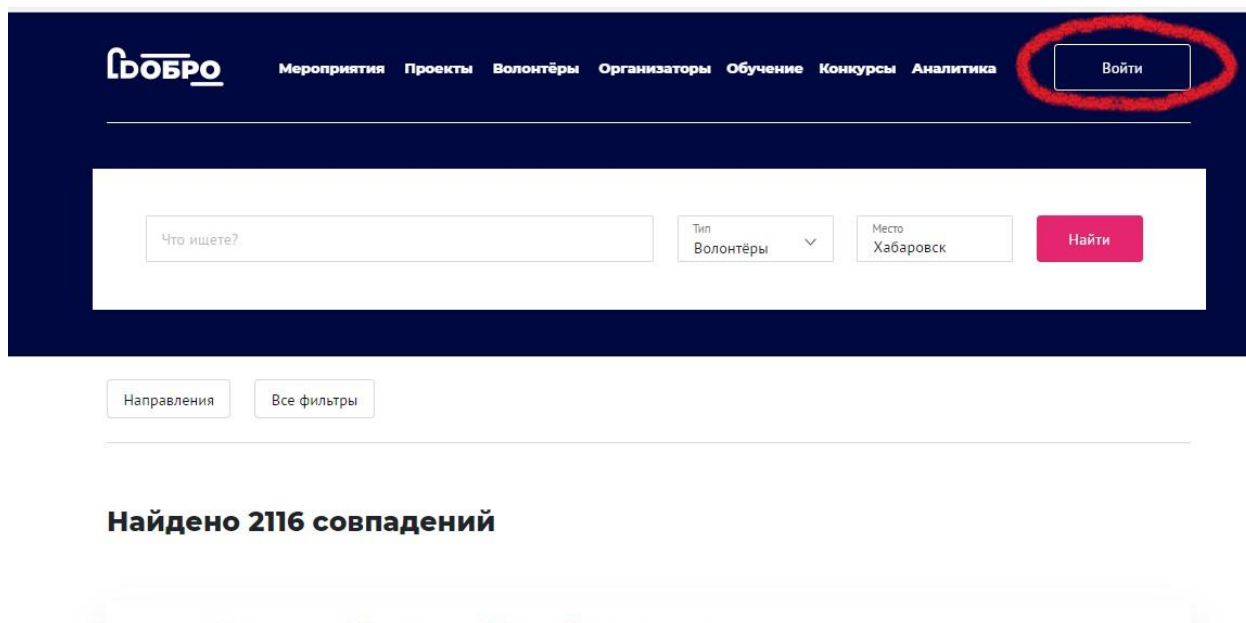 ДОБРО Мероприятия Проекты Волонтёры Организаторы Обучение Конкурсы Аналитика Войти
Что ищете? Тип Волонтёры Место Хабаровск Найти
Направления Все фильтры
Найдено 2116 совпадений